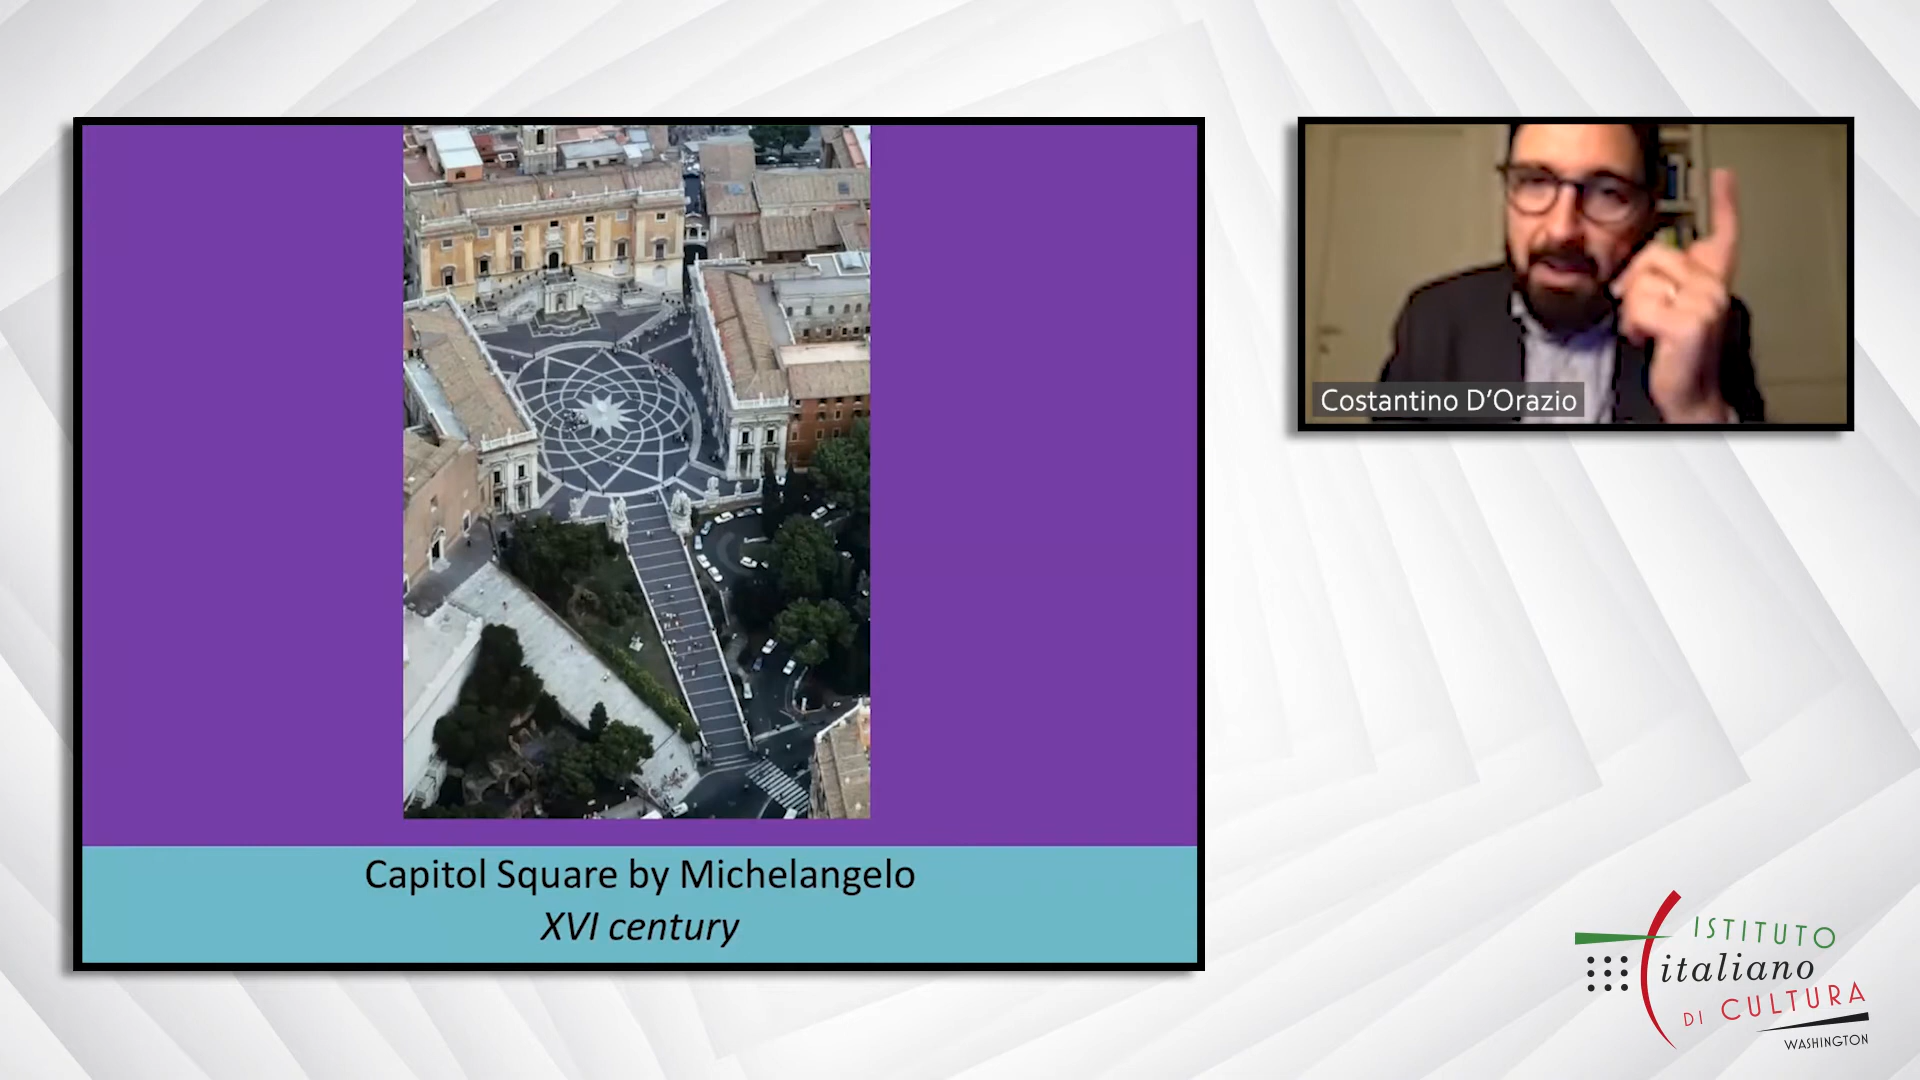 Costantino D'Orazio
Capitol Square by Michelangelo
XVI century
ISTITUTO
italiano
DI CULTURA
WASHINGTON